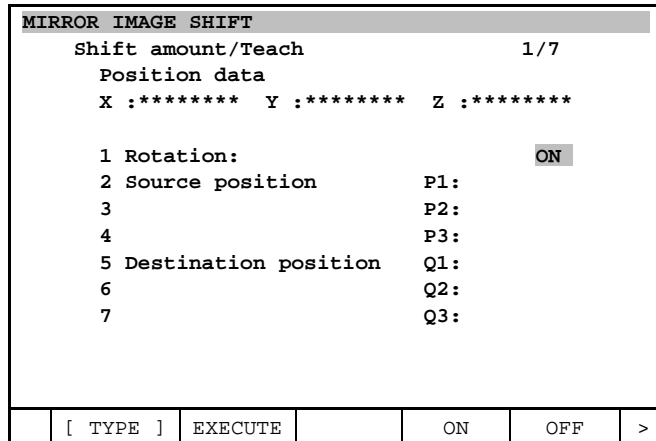 MIRROR IMAGE SHIFT
Shift amount/Teach 1/7
Position data
X :******** Y :******** Z :********
1 Rotation: ON
2 Source position P1:
3 P2:
4 P3:
5 Destination position Q1:
6 Q2:
7 Q3:
[ TYPE ] EXECUTE ON OFF >